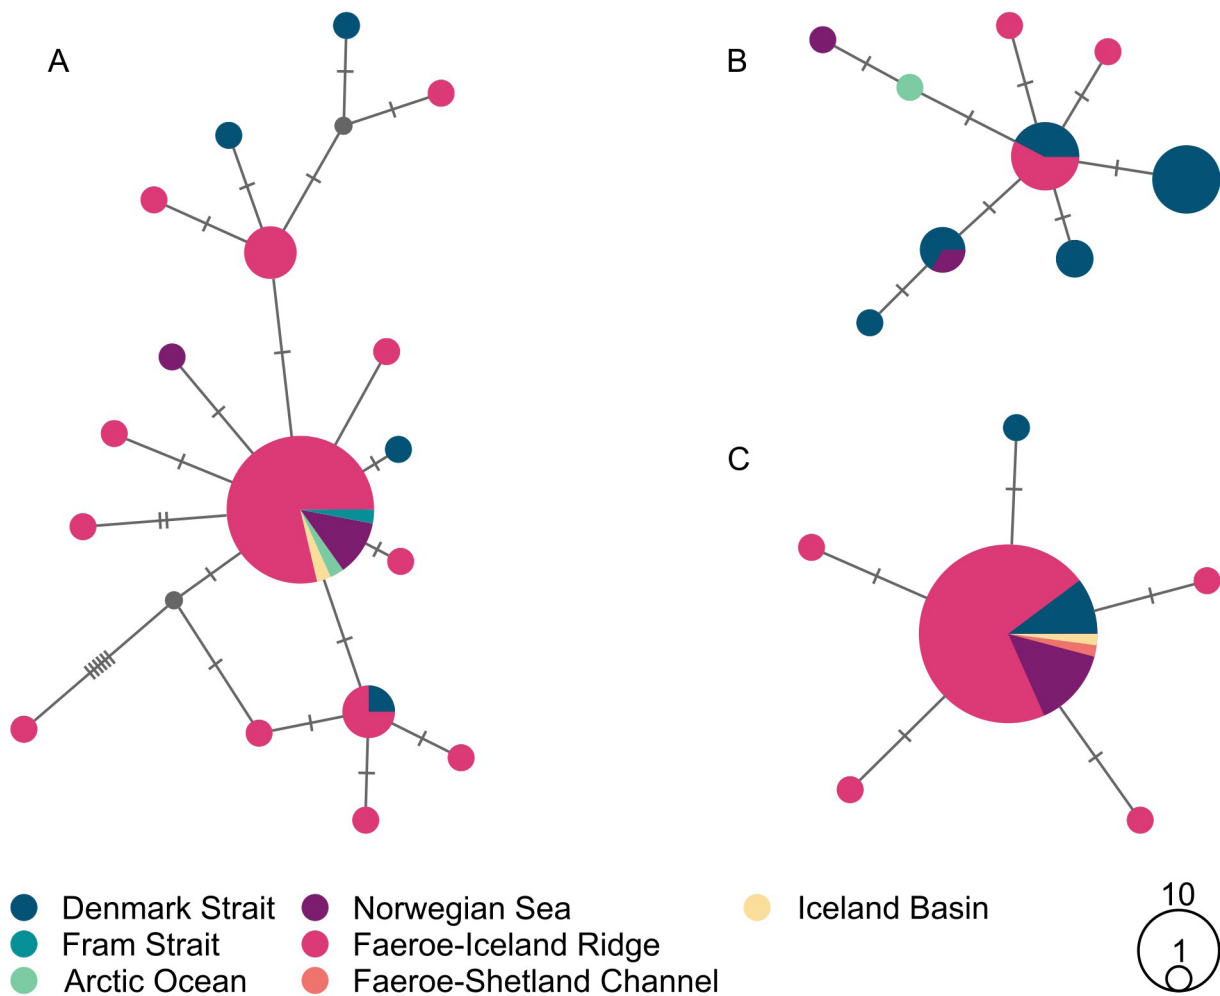 A
B
C
Denmark Strait
Fram Strait
Arctic Ocean
Norwegian Sea
Faeroe-Iceland Ridge
Faeroe-Shetland Channel
Iceland Basin
10
1